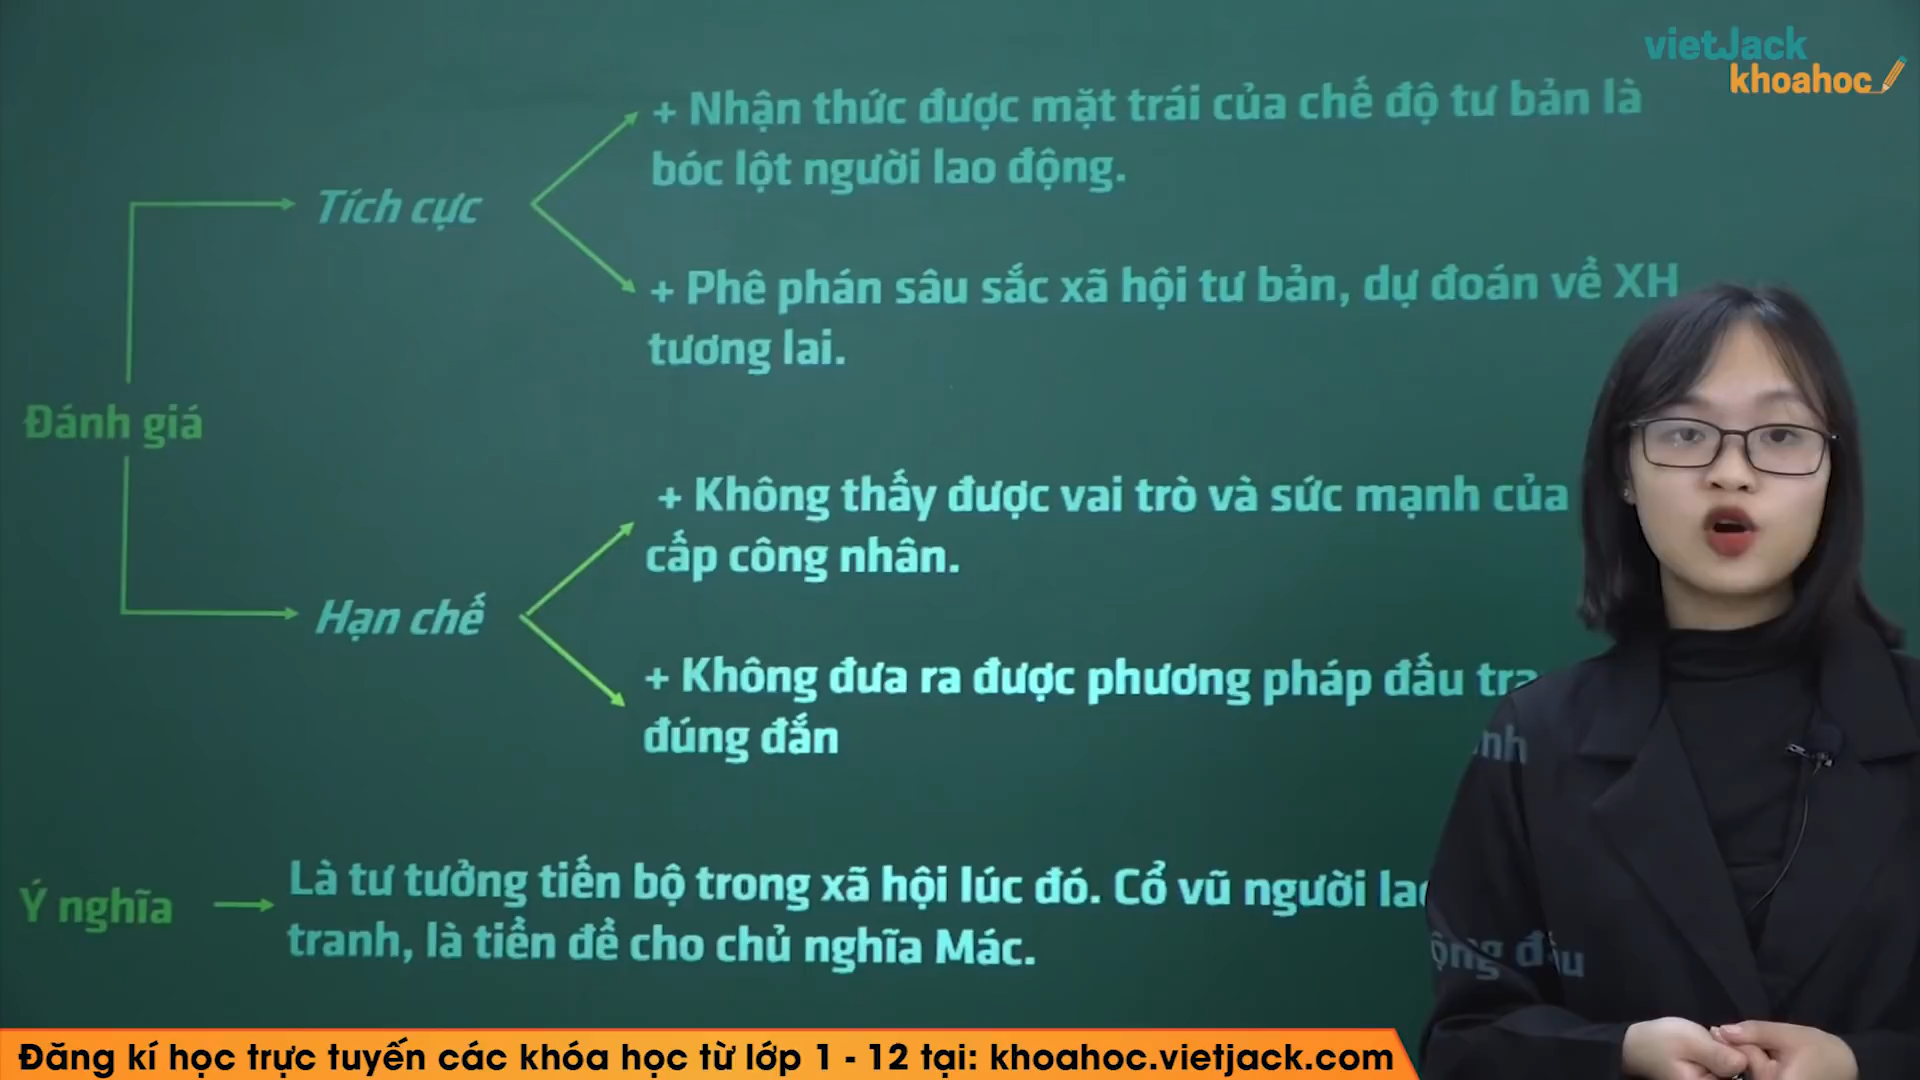 vietJack
khoahoc
+ Nhận thức được mặt trái của chế độ tư bản là
bóc lột người lao động.
Tích cực
+ Phê phán sâu sắc xã hội tư bản, dự đoán về XH
tương lai.
Đánh giá
+ Không thấy được vai trò và sức mạnh của
cấp công nhân.
Hạn chế
+ Không đưa ra được phương pháp đấu
đúng đắn
Là tư tưởng tiến bộ trong xã hội lúc đó. Cổ vũ người
Ý nghĩa
tranh, là tiền đề cho chủ nghĩa Mác.
Đăng kí học trực tuyến các khóa học từ lớp 1 - 12 tại: khoahoc.vietjack.com